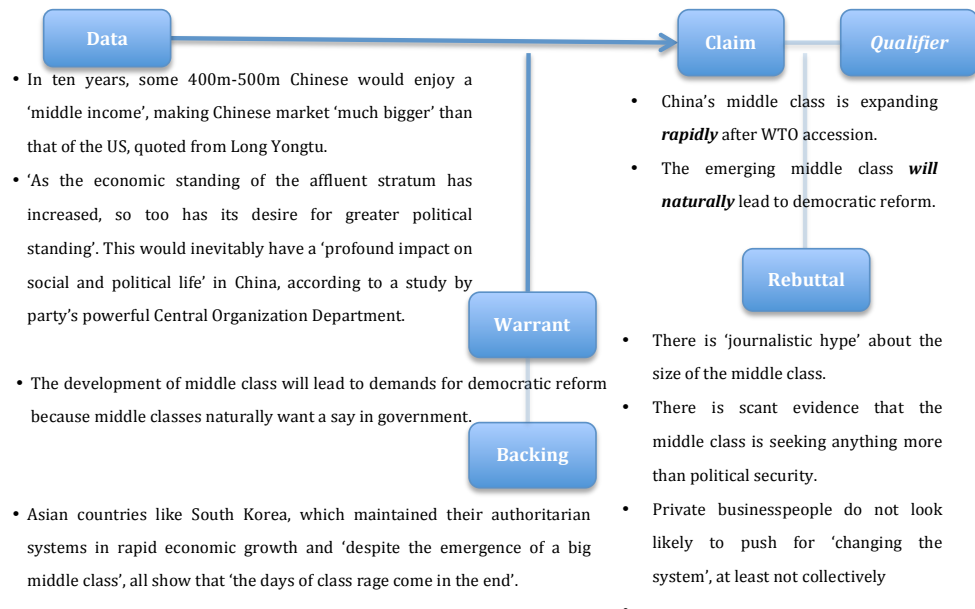 Data
Claim
Qualifier
• In ten years, some 400m-500m Chinese would enjoy a
‘middle income’, making Chinese market ‘much bigger’ than
that of the US, quoted from Long Yongtu.
• ‘As the economic standing of the affluent stratum has
increased, so too has its desire for greater political
standing’. This would inevitably have a ‘profound impact on
social and political life’ in China, according to a study by
party’s powerful Central Organization Department.
• China’s middle class is expanding
rapidly after WTO accession.
• The emerging middle class will
naturally lead to democratic reform.
Warrant
Rebuttal
• The development of middle class will lead to demands for democratic reform
because middle classes naturally want a say in government.
Backing
• Asian countries like South Korea, which maintained their authoritarian
systems in rapid economic growth and ‘despite the emergence of a big
middle class’, all show that ‘the days of class rage come in the end’.
• There is ‘journalistic hype’ about the
size of the middle class.
• There is scant evidence that the
middle class is seeking anything more
than political security.
• Private businesspeople do not look
likely to push for ‘changing the
system’, at least not collectively